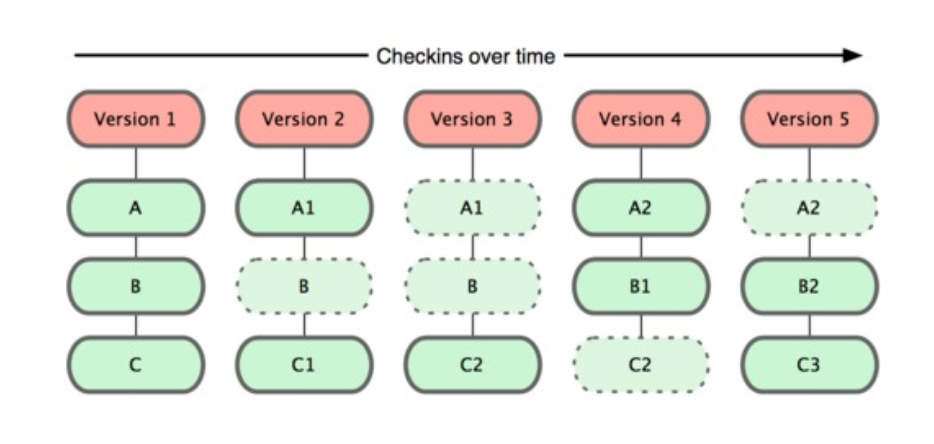 Checkins over time
Version 1 Version 2 Version 3 Version 4 Version 5
A A1 A1 A2 A2
B B B B1 B2
C C1 C2 C2 C3